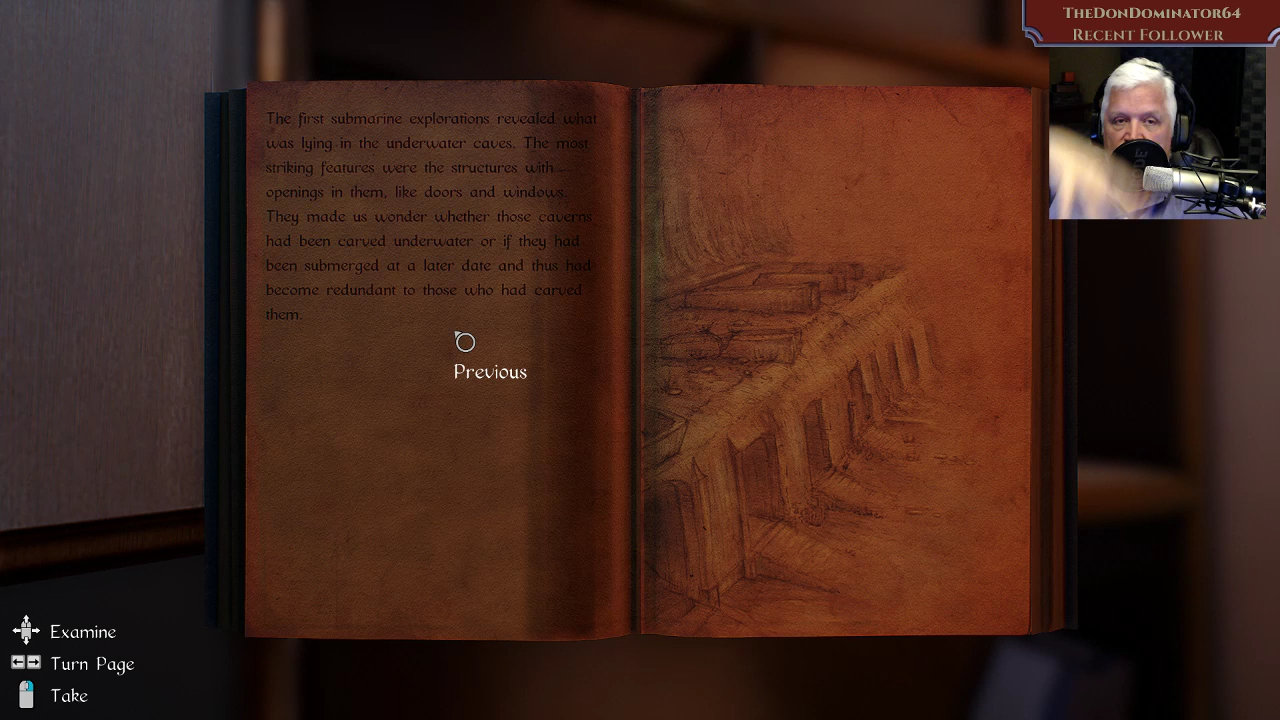 TheDonDominator64
Recent Follower
The first submarine explorations revealed what
was lying in the underwater caves. The most
striking features were the structures with
openings in them, like doors and windows.
They made us wonder whether those caverns
had been carved underwater or if they had
been submerged at a later date and thus had
become redundant to those who had carved
them.
Previous
Examine
Turn Page
Take